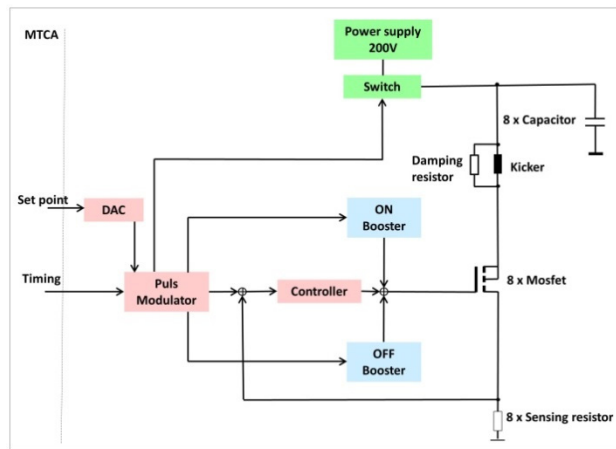 MTCA
Power supply
200V
Switch
8 x Capacitor
Damping
resistor
Kicker
Set point
DAC
ON
Booster
Timing
Puls
Modulator
Controller
8 x Mosfet
OFF
Booster
8 x Sensing resistor